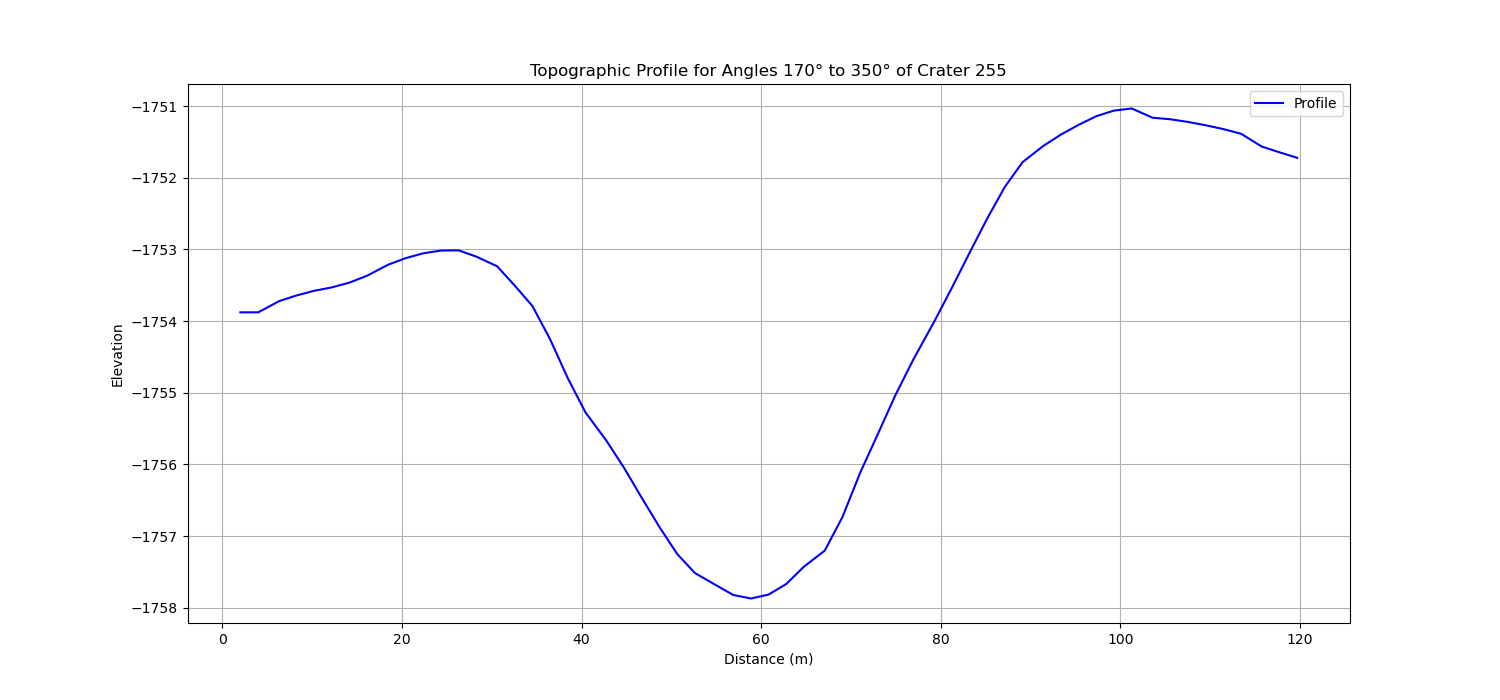 Topographic Profile for Angles 170° to 350° of Crater 255
Profile
−1751
−1752
−1753
−1754
−1755
−1756
−1757
−1758
Elevation
0 20 40 60 80 100 120
Distance (m)